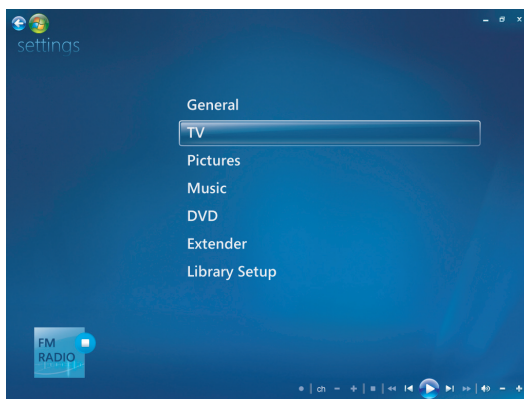 settings
General
TV
Pictures
Music
DVD
Extender
Library Setup
FM
RADIO
ch